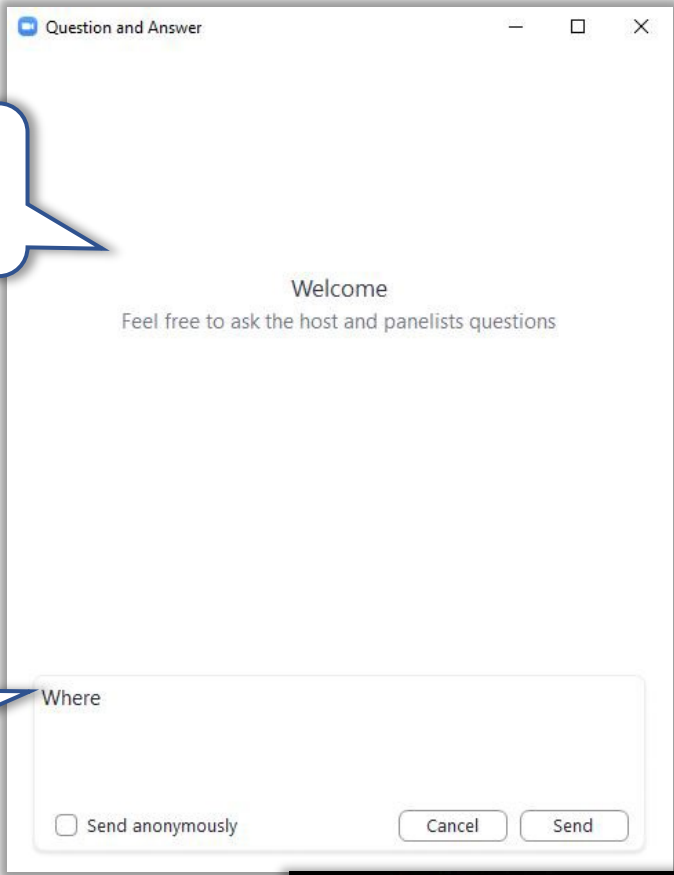 Question and Answer
Welcome
Feel free to ask the host and panelists questions
Where
Send anonymously Cancel Send